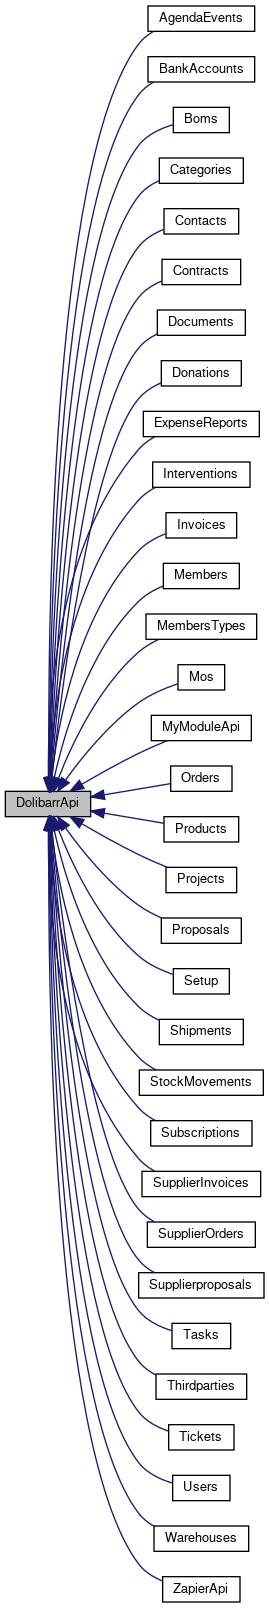 AgendaEvents
BankAccounts
Boms
Categories
Contacts
Contracts
Documents
Donations
ExpenseReports
Interventions
Invoices
Members
MembersTypes
Mos
MyModuleApi
Orders
DolibarrApi
Products
Projects
Proposals
Setup
Shipments
StockMovements
Subscriptions
SupplierInvoices
SupplierOrders
Supplierproposals
Tasks
Thirdparties
Tickets
Users
Warehouses
ZapierApi